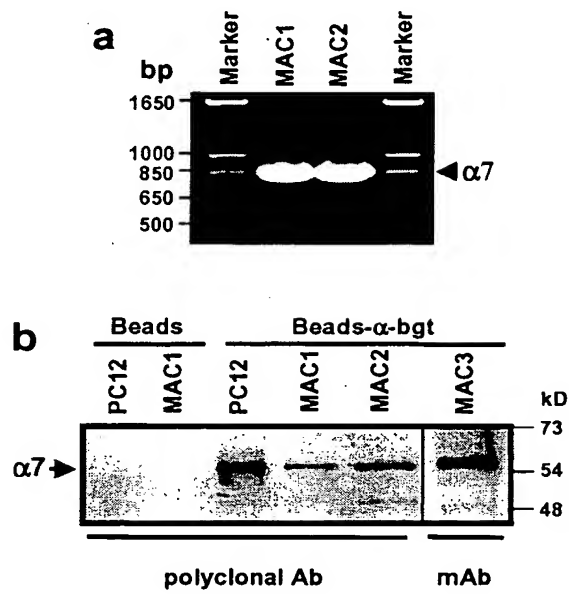 a
bp
Marker
MAC1
MAC2
Marker
1650
1000
850
650
500
α7
b
Beads
Beads-α-bgt
PC12
MAC1
PC12
MAC1
MAC2
MAC3
kD
α7
73
54
48
polyclonal Ab
mAb